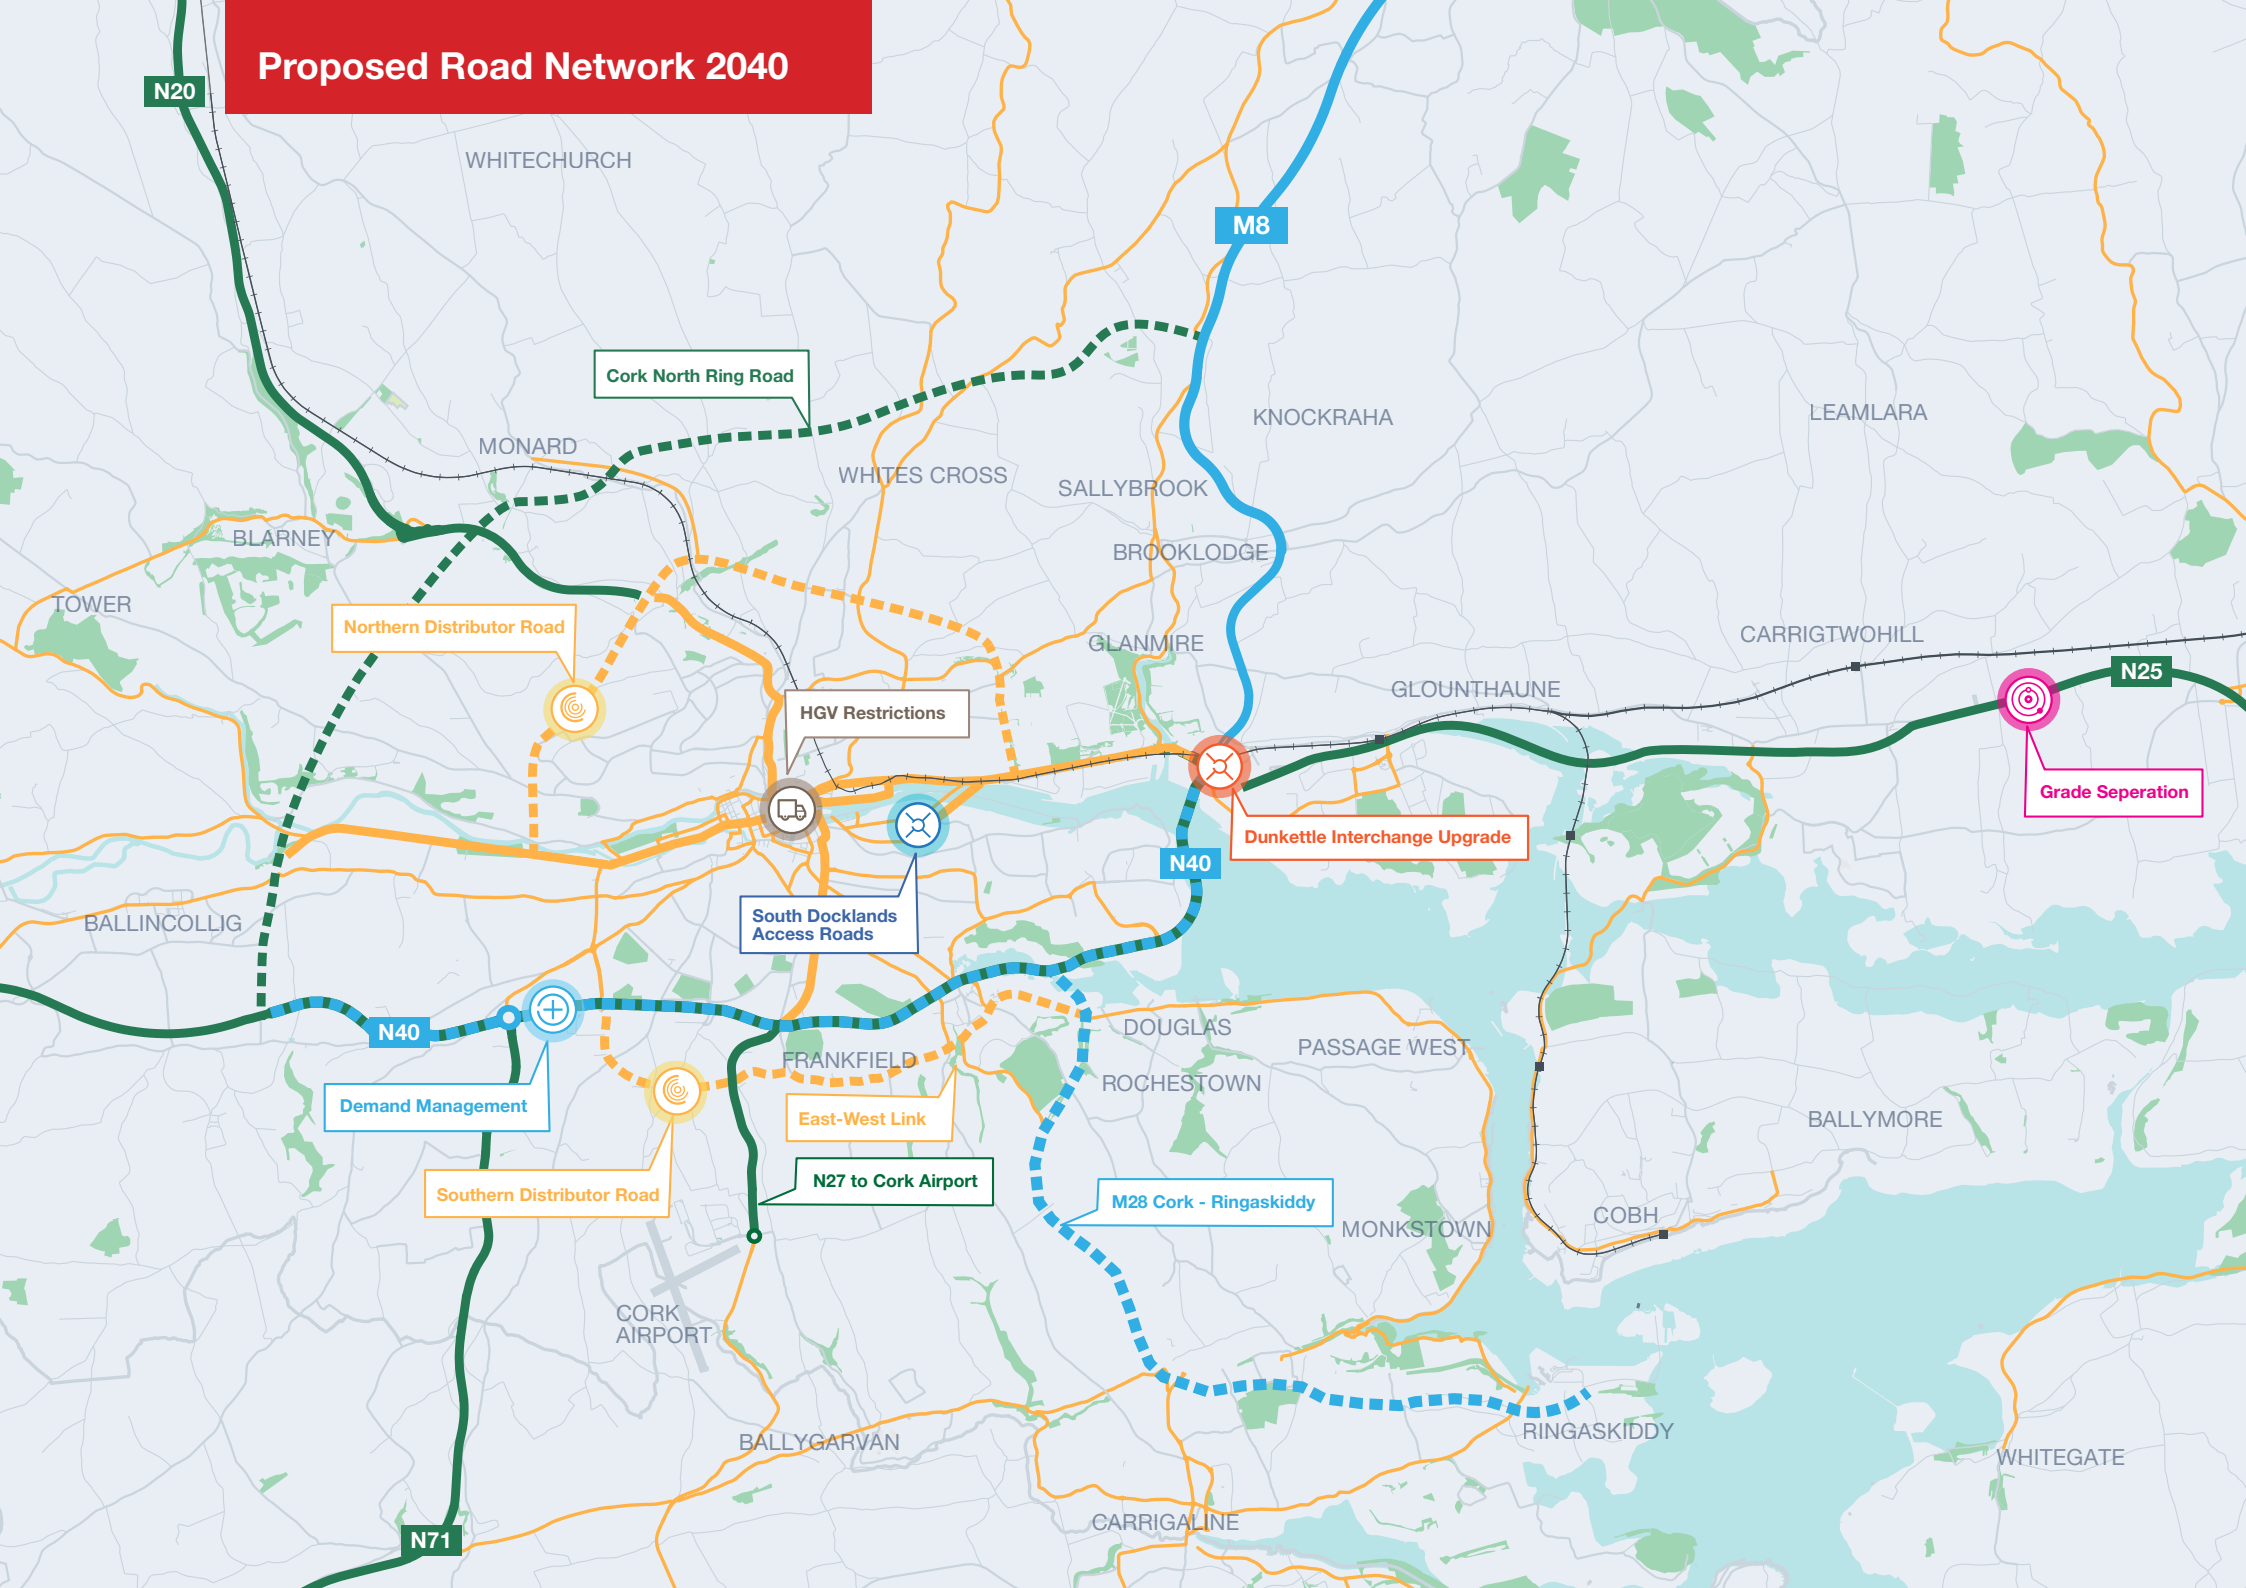 Proposed Road Network 2040
N20
WHITECHURCH
M8
Cork North Ring Road
KNOCKRAHA
LEAMLARA
MONARD
WHITES CROSS
SALLYBROOK
BLARNEY
BROOKLODGE
TOWER
Northern Distributor Road
GLANMIRE
CARRIGTWOHILL
N25
GLOUNTHAUNE
HGV Restrictions
Grade Seperation
Dunkettle Interchange Upgrade
N40
South Docklands
Access Roads
BALLINCOLLIG
N40
DOUGLAS
PASSAGE WEST
FRANKFIELD
ROCHESTOWN
Demand Management
East-West Link
BALLYMORE
N27 to Cork Airport
Southern Distributor Road
M28 Cork - Ringaskiddy
COBH
MONKSTOWN
CORK
AIRPORT
RINGASKIDDY
BALLYGARVAN
WHITEGATE
CARRIGALINE
N71